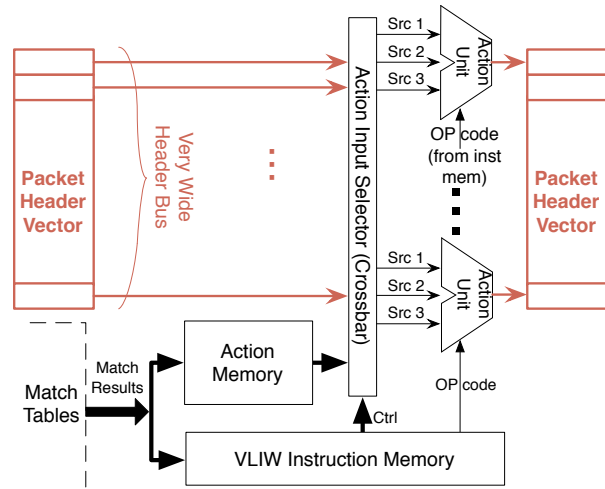 Packet
Header
Vector
Very Wide
Header Bus
Action Input Selector (Crossbar)
Src 1
Src 2
Src 3
Action
Unit
OP code
(from inst
mem)
Packet
Header
Vector
Src 1
Src 2
Src 3
Action
Unit
OP code
Match
Tables
Match
Results
Action
Memory
Ctrl
VLIW Instruction Memory